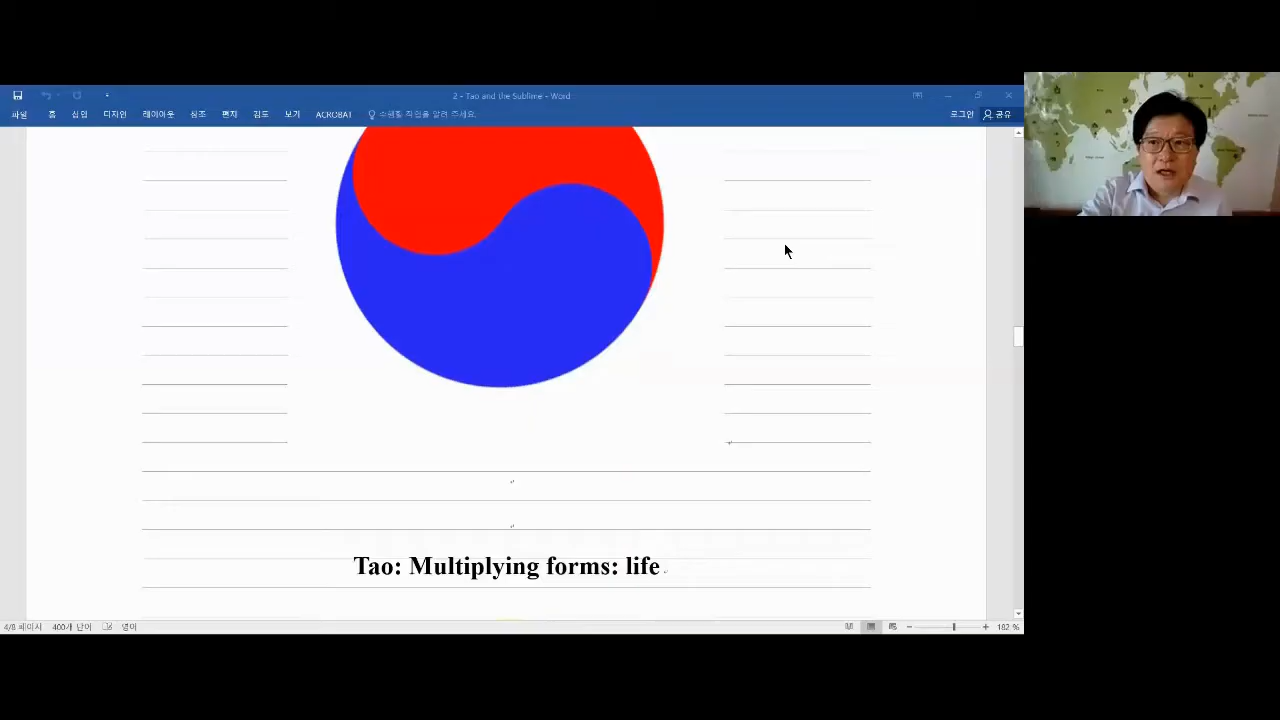 2 - Tao and the Sublime - Word
파일 홈 삽입 디자인 레이아웃 참조 편지 검토 보기 ACROBAT 수행할 작업을 알려 주세요. 로그인 공유
Tao: Multiplying forms: life
4/8 페이지 400개 단어 영어 182 %